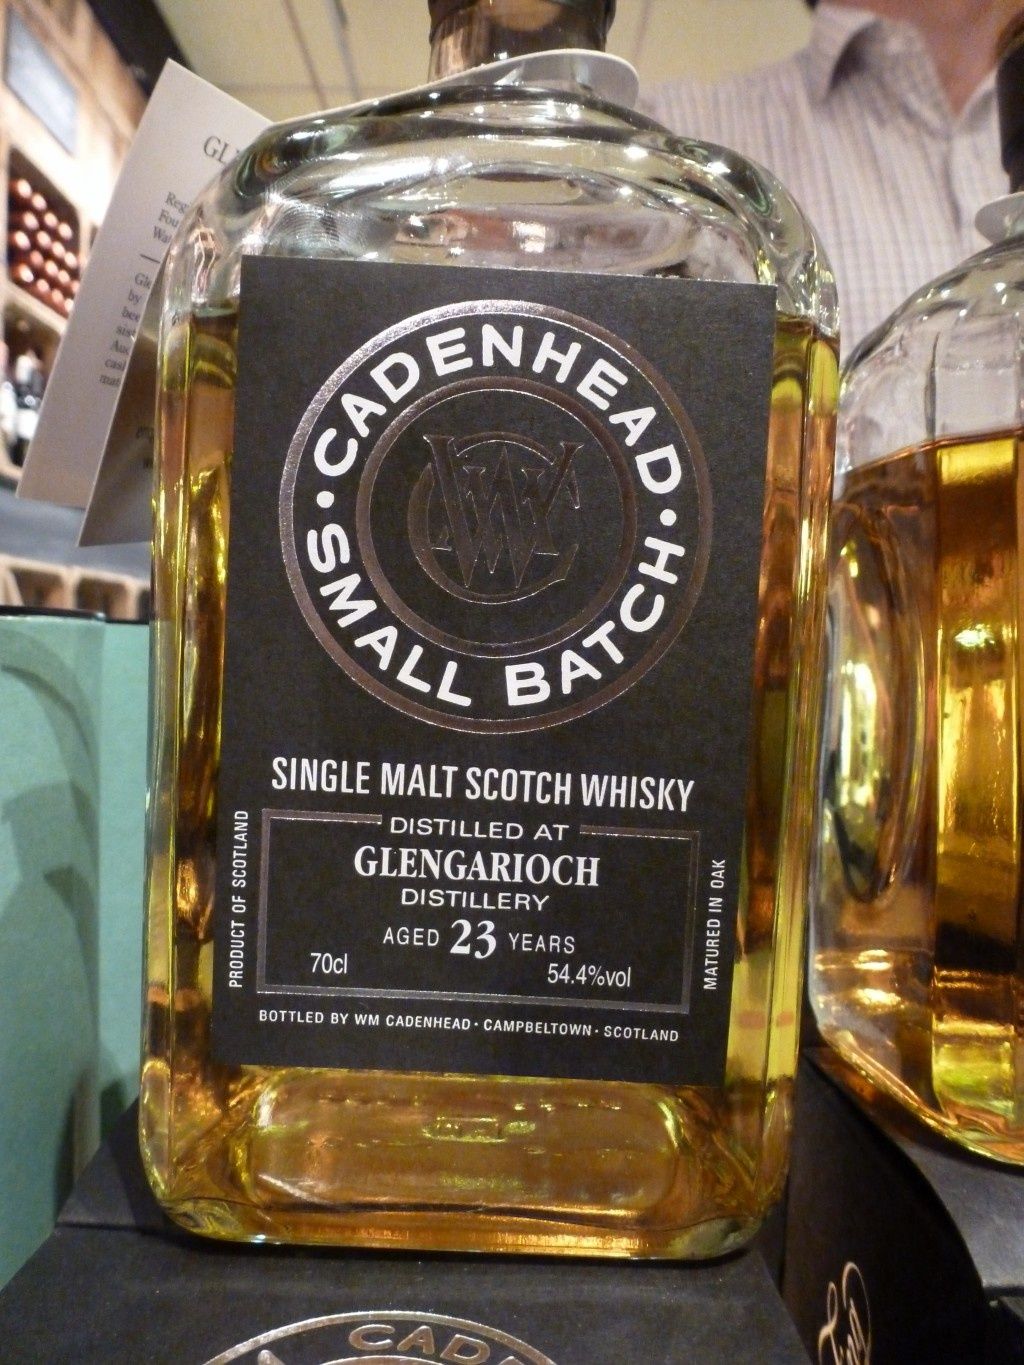 CADENHEAD
SMALL BATCH
SINGLE MALT SCOTCH WHISKY
DISTILLED AT
GLENGARIOCH
DISTILLERY
AGED 23 YEARS
70cl
54.4%vol
PRODUCT OF SCOTLAND
MATURED IN OAK
BOTTLED BY WM CADENHEAD · CAMPBELTOWN · SCOTLAND